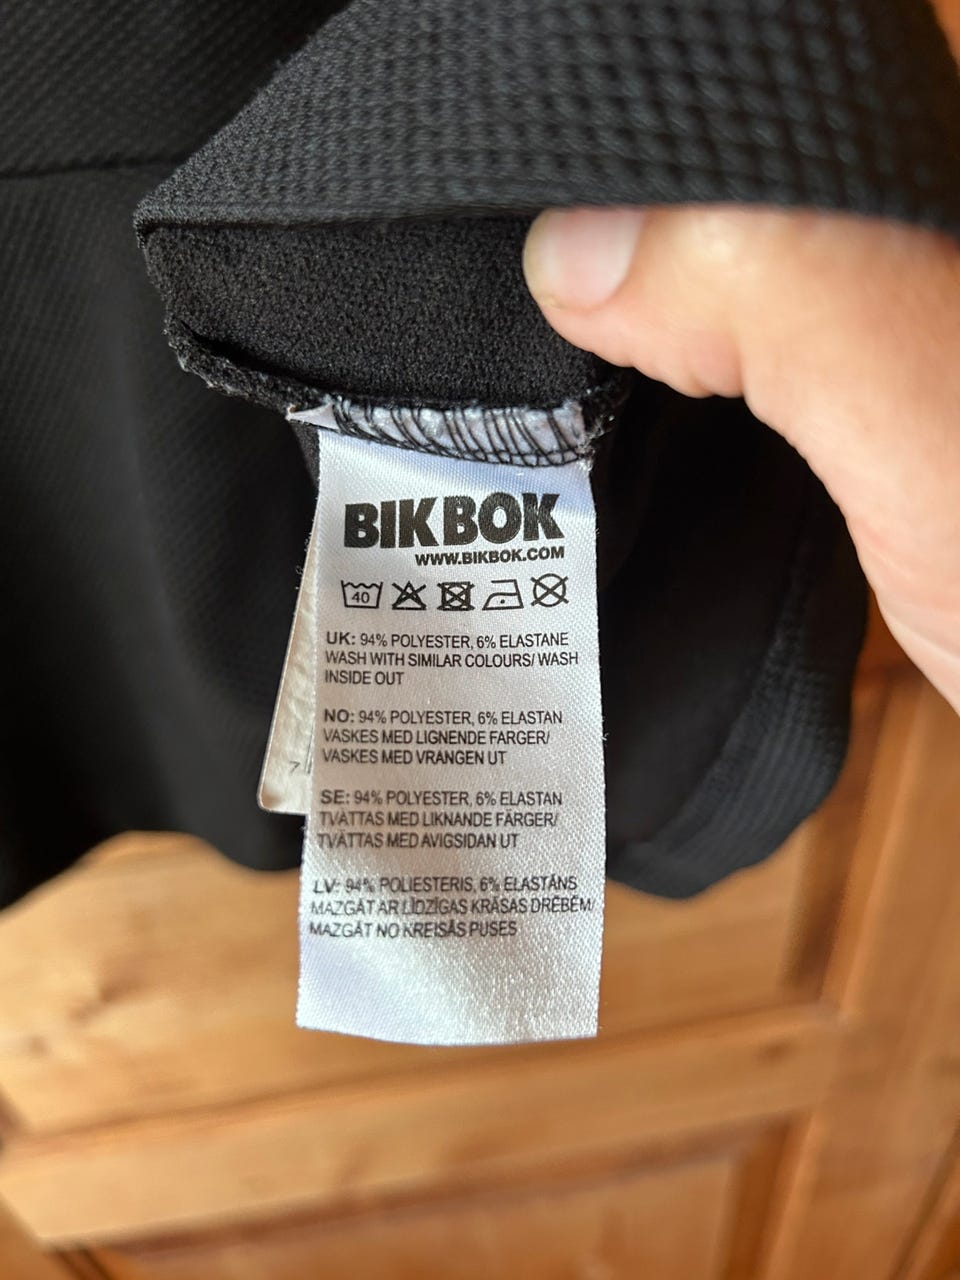 BIKBOK
WWW.BIKBOK.COM
40
UK: 94% POLYESTER, 6% ELASTANE
WASH WITH SIMILAR COLOURS/ WASH
INSIDE OUT
NO: 94% POLYESTER, 6% ELASTAN
VASKES MED LIGNENDE FARGER/
VASKES MED VRANGEN UT
SE: 94% POLYESTER, 6% ELASTAN
TVÄTTAS MED LIKNANDE FÄRGER/
TVÄTTAS MED AVIGSIDAN UT
LV: 94% POLIESTERIS, 6% ELASTĀNS
MAZGĀT AR LĪDZĪGAS KRĀSAS DRĒBĒM
MAZGĀT NO KREISĀS PUSES
7